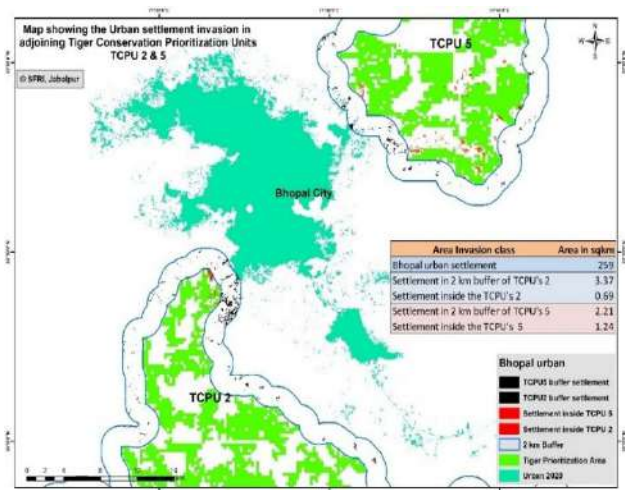 Map showing the Urban settlement invasion in
adjoining Tiger Conservation Prioritization Units
TCPU 2 & 5
© SFRI, Jabalpur
TCPU 5
N
Bhopal City
Area Invasion class Area in sqkm
Bhopal urban settlement 259
Settlement in 2 km buffer of TCPU's 2 3.37
Settlement inside the TCPU's 2 0.69
Settlement in 2 km buffer of TCPU's 5 2.21
Settlement inside the TCPU's 5 1.24
TCPU 2
Bhopal urban
TCPU5 buffer settlement
TCPU2 buffer settlement
Settlement inside TCPU 5
Settlement inside TCPU 2
2 km Buffer
Tiger Prioritization Area
Urban 2020